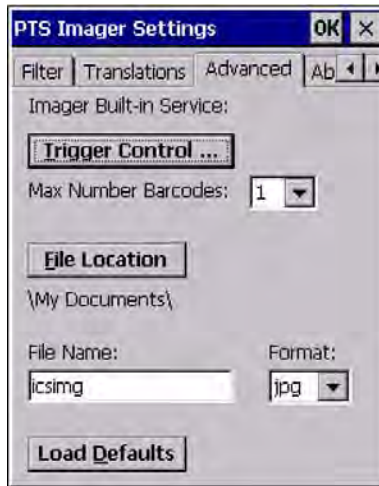 PTS Imager Settings OK ×
Filter Translations Advanced Ab
Imager Built-in Service:
Trigger Control ...
Max Number Barcodes: 1
File Location
\My Documents\
File Name: Format:
icsimg jpg
Load Defaults